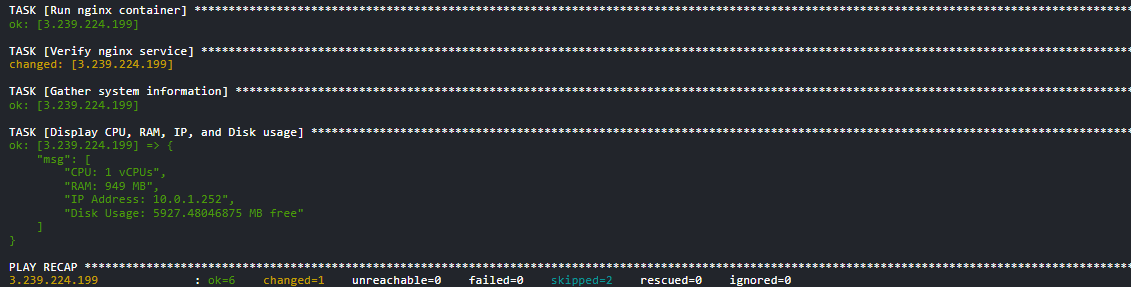 TASK [Run nginx container] *******************************************************************************************************************************************
ok: [3.239.224.199]
TASK [Verify nginx service] ******************************************************************************************************************************************
changed: [3.239.224.199]
TASK [Gather system information] *************************************************************************************************************************************
ok: [3.239.224.199]
TASK [Display CPU, RAM, IP, and Disk usage] **************************************************************************************************************************
ok: [3.239.224.199] => {
    "msg": [
        "CPU: 1 vCPUs",
        "RAM: 949 MB",
        "IP Address: 10.0.1.252",
        "Disk Usage: 5927.48046875 MB free"
    ]
}
PLAY RECAP ***********************************************************************************************************************************************************
3.239.224.199              : ok=6    changed=1    unreachable=0    failed=0    skipped=2    rescued=0    ignored=0